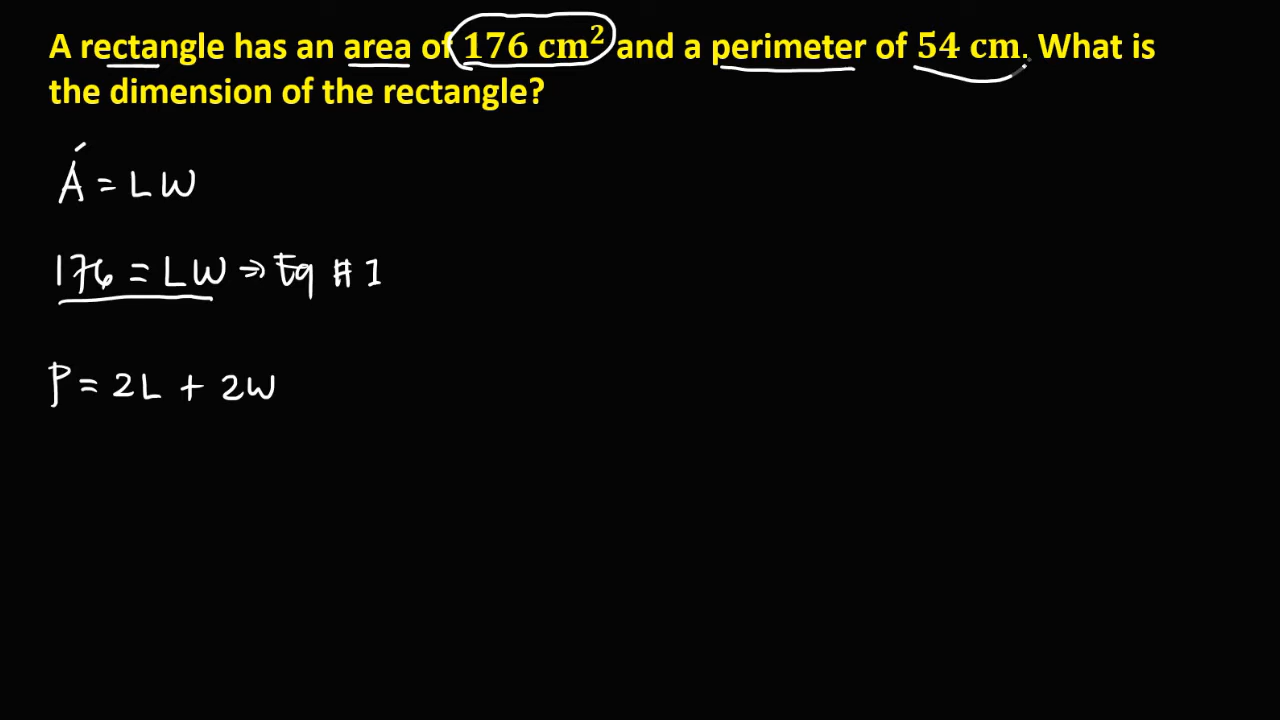 A rectangle has an area of 176 cm² and a perimeter of 54 cm. What is
the dimension of the rectangle?
A = LW
176 = LW ⇒ Eq # 1
P = 2L + 2W